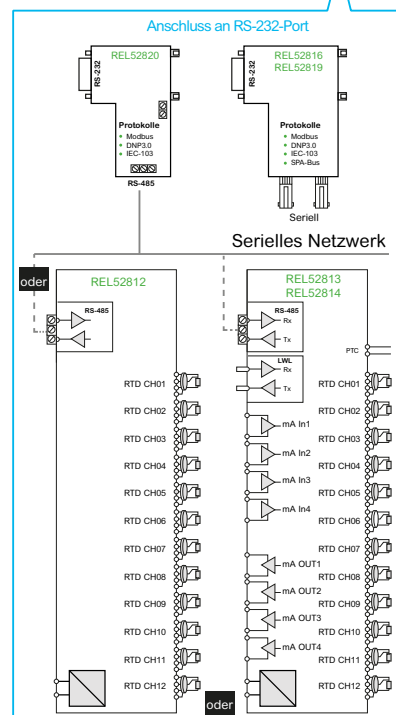 Anschluss an RS-232-Port
REL52820
RS-232
Protokolle
• Modbus
• DNP3.0
• IEC-103
RS-485
REL52816
REL52819
RS-232
Protokolle
• Modbus
• DNP3.0
• IEC-103
• SPA-Bus
Seriell
Serielles Netzwerk
oder
REL52812
RS-485
RTD CH01
RTD CH02
RTD CH03
RTD CH04
RTD CH05
RTD CH06
RTD CH07
RTD CH08
RTD CH09
RTD CH10
RTD CH11
RTD CH12
oder
REL52813
REL52814
RS-485
Rx
Tx
LWL
Rx
Tx
PTC
mA In1
mA In2
mA In3
mA In4
mA OUT1
mA OUT2
mA OUT3
mA OUT4
RTD CH01
RTD CH02
RTD CH03
RTD CH04
RTD CH05
RTD CH06
RTD CH07
RTD CH08
RTD CH09
RTD CH10
RTD CH11
RTD CH12